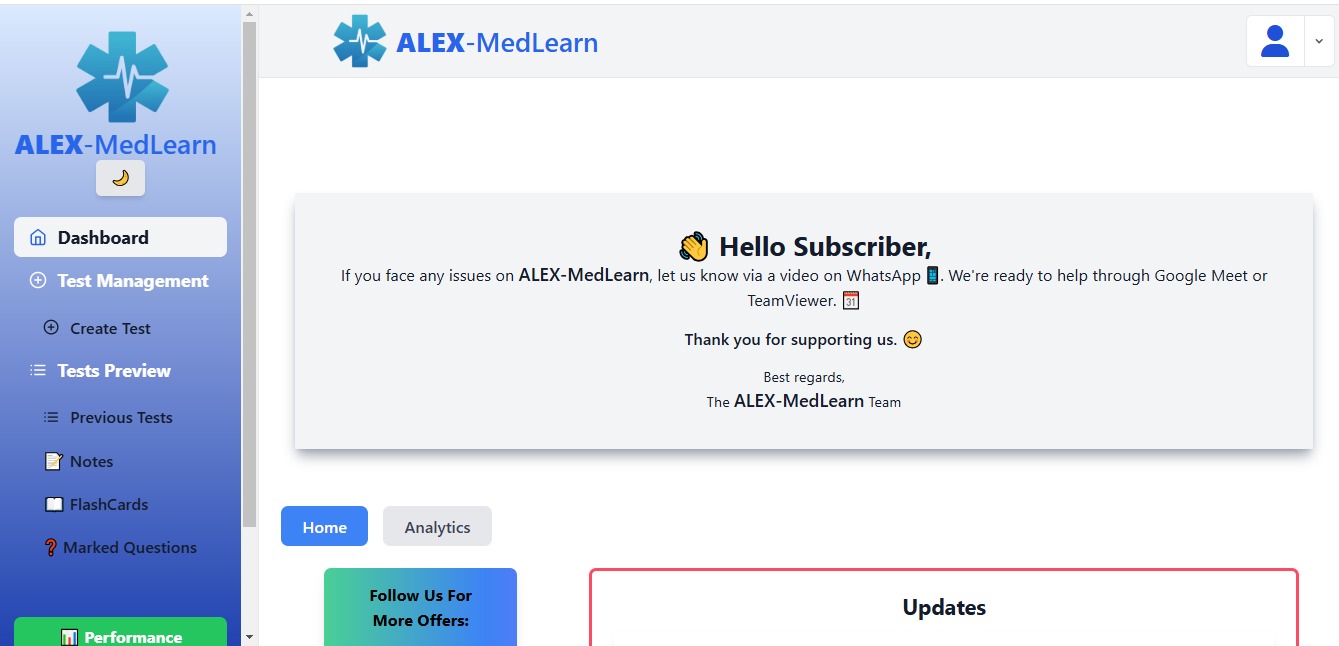 ALEX-MedLearn
Dashboard
Test Management
Create Test
Tests Preview
Previous Tests
Notes
FlashCards
Marked Questions
Performance
ALEX-MedLearn
Hello Subscriber,
If you face any issues on ALEX-MedLearn, let us know via a video on WhatsApp. We're ready to help through Google Meet or
TeamViewer.
Thank you for supporting us.
Best regards,
The ALEX-MedLearn Team
Home
Analytics
Follow Us For
More Offers:
Updates